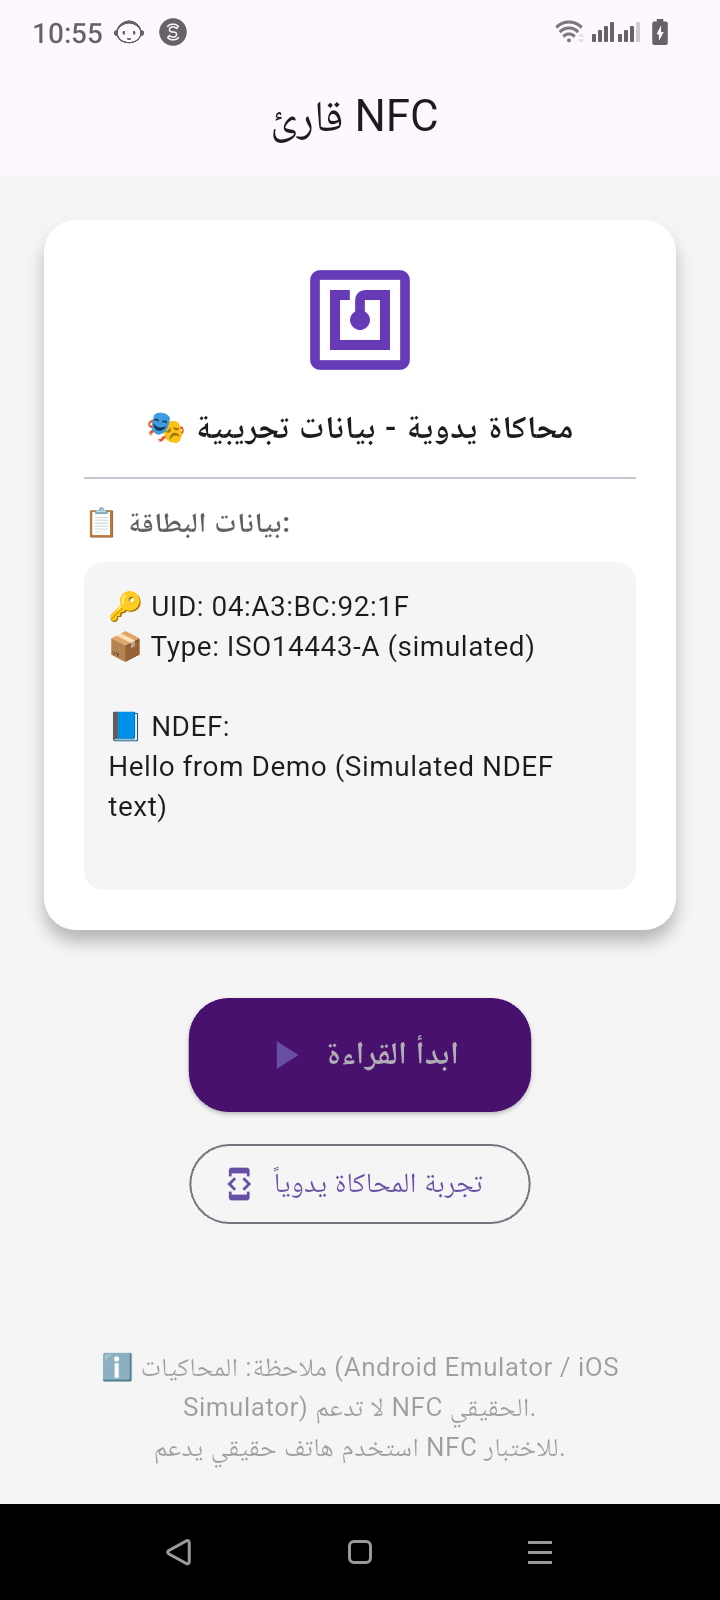 10:55
قارئ NFC
🎭 محاكاة يدوية - بيانات تجريبية
📋 بيانات البطاقة:
🔑 UID: 04:A3:BC:92:1F
📦 Type: ISO14443-A (simulated)
📘 NDEF:
Hello from Demo (Simulated NDEF
text)
ابدأ القراءة
تجربة المحاكاة يدوياً
ℹ️ ملاحظة: المحاكيات (Android Emulator / iOS
Simulator) لا تدعم NFC الحقيقي.
استخدم هاتف حقيقي يدعم NFC للاختبار.